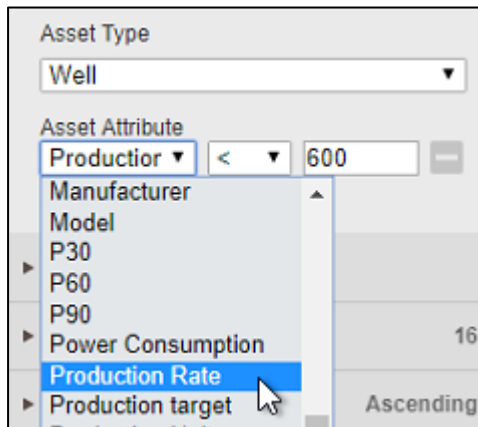 Asset Type
Well
Asset Attribute
Productior < 600
Manufacturer
Model
P30
P60
P90
Power Consumption
16
Production Rate
Production target
Ascending